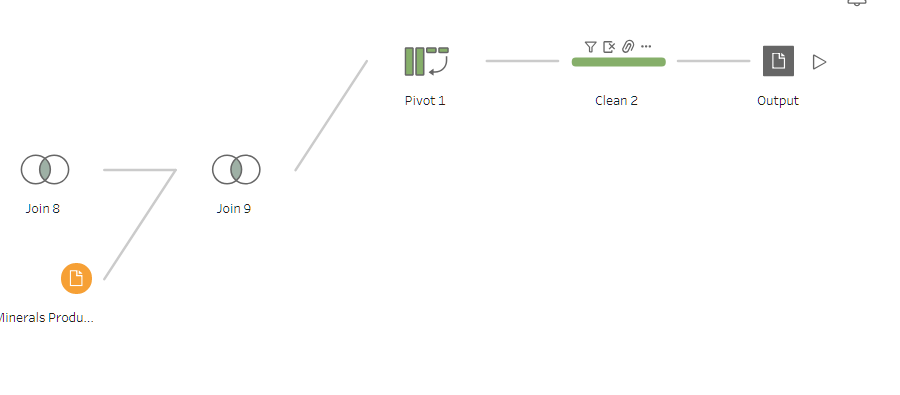 Pivot 1
Clean 2
Output
Join 8
Join 9
Minerals Produ...